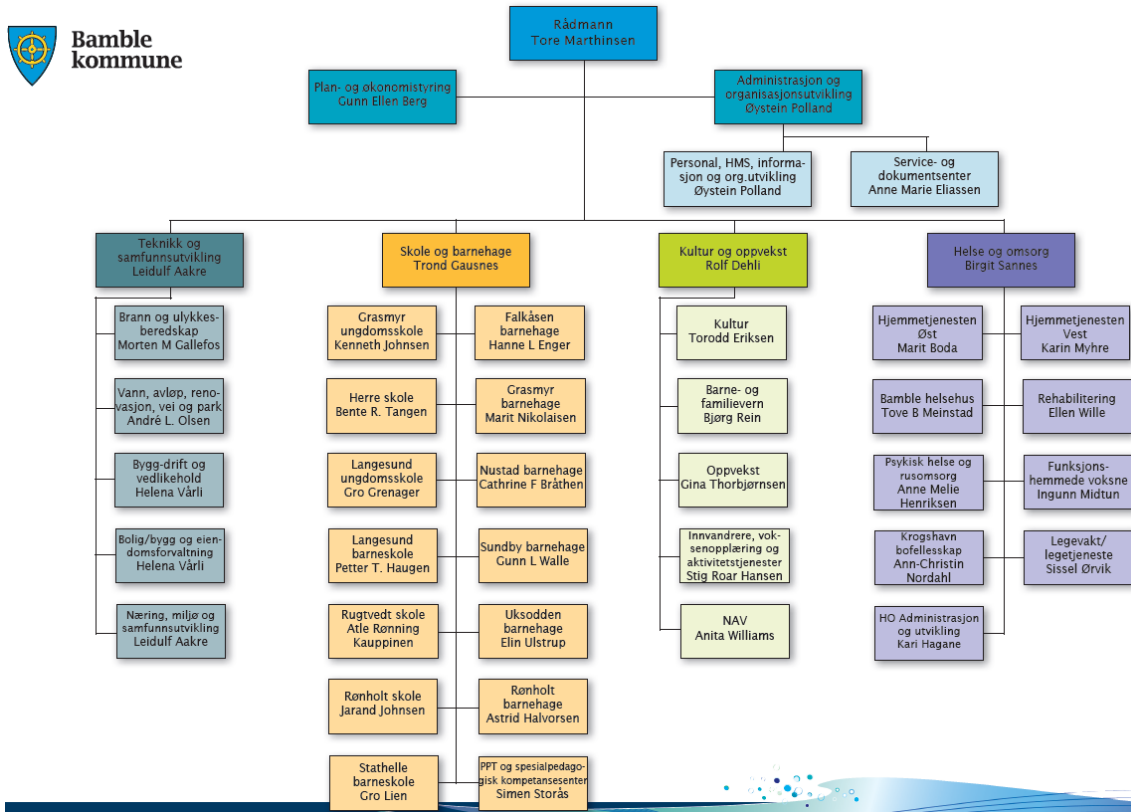 Bamble
kommune
Rådmann
Tore Marthinsen
Plan- og økonomistyring
Gunn Ellen Berg
Administrasjon og
organisasjonsutvikling
Øystein Polland
Personal, HMS, informa-
sjon og org.utvikling
Øystein Polland
Service- og
dokumentsenter
Anne Marie Eliassen
Teknikk og
samfunnsutvikling
Leidulf Aakre
Brann og ulykkes-
beredskap
Morten M Gallefos
Vann, avløp, reno-
vasjon, vei og park
André L. Olsen
Bygg-drift og
vedlikehold
Helena Vårli
Bolig/bygg og eien-
domsforvaltning
Helena Vårli
Næring, miljø og
samfunnsutvikling
Leidulf Aakre
Skole og barnehage
Trond Gausnes
Grasmyr
ungdomsskole
Kenneth Johnsen
Falkåsen
barnehage
Hanne L Enger
Herre skole
Bente R. Tangen
Grasmyr
barnehage
Marit Nikolaisen
Langesund
ungdomsskole
Gro Grenager
Nustad barnehage
Cathrine F Bråthen
Langesund
barneskole
Petter T. Haugen
Sundby barnehage
Gunn L Walle
Rugtvedt skole
Atle Rønning
Kauppinen
Uksodden
barnehage
Elin Ulstrup
Rønholt skole
Jarand Johnsen
Rønholt
barnehage
Astrid Halvorsen
Stathelle
barneskole
Gro Lien
PPT og spesialpedago-
gisk kompetansesenter
Simen Storås
Kultur og oppvekst
Rolf Dehli
Kultur
Torodd Eriksen
Barne- og
familievern
Bjørg Rein
Oppvekst
Gina Thorbjørnsen
Innvandrere, vok-
senopplæring og
aktivitetstjenester
Stig Roar Hansen
NAV
Anita Williams
Helse og omsorg
Birgit Sannes
Hjemmetjenesten
Øst
Marit Boda
Hjemmetjenesten
Vest
Karin Myhre
Bamble helsehus
Tove B Meinstad
Rehabilitering
Ellen Wille
Psykisk helse og
rusomsorg
Anne Melie
Henriksen
Funksjons-
hemmede voksne
Ingunn Midtun
Krogshavn
bofellesskap
Ann-Christin
Nordahl
Legevakt/
legetjeneste
Sissel Ørvik
HO Administrasjon
og utvikling
Kari Hagane